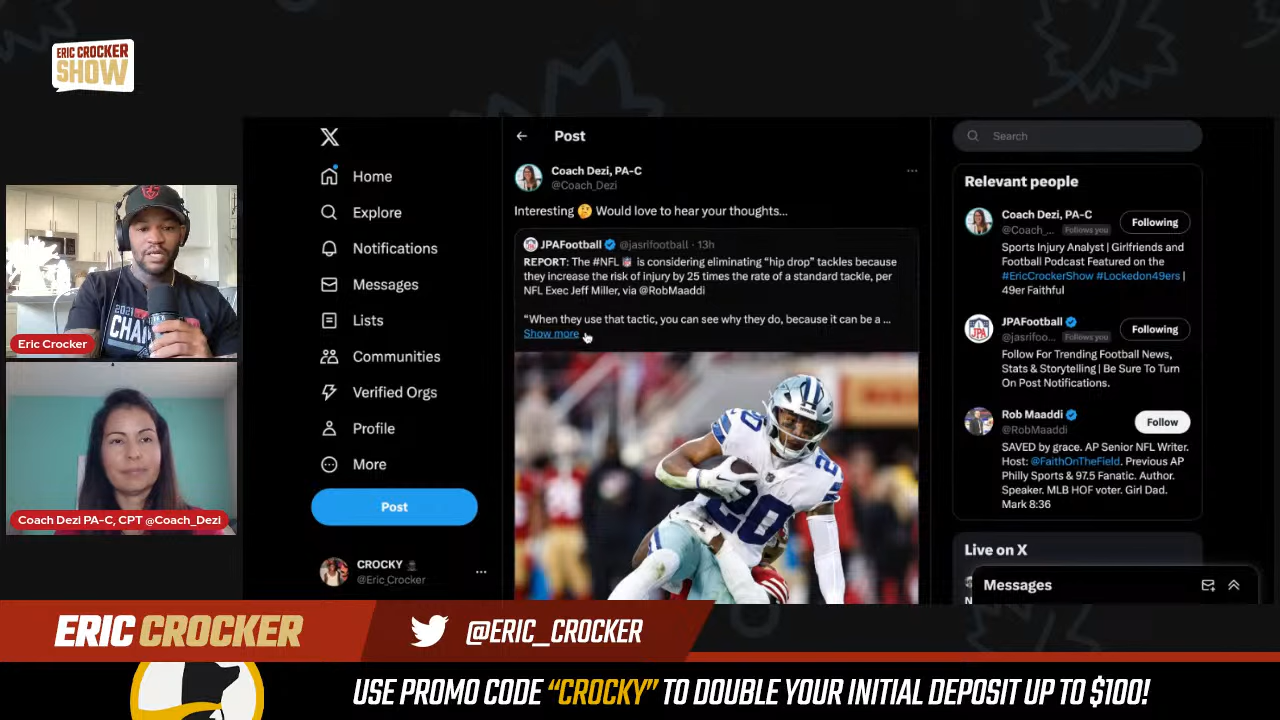 ERIC CROCKER
SHOW
Eric Crocker
Coach Dezi PA-C, CPT @Coach_Dezi
X
Home
Explore
Notifications
Messages
Lists
Communities
Verified Orgs
Profile
More
Post
CROCKY
@Eric_Crocker
Post
Coach Dezi, PA-C
@Coach_Dezi
Interesting 🤔 Would love to hear your thoughts...
JPAFootball @jasrifootball · 13h
REPORT: The #NFL is considering eliminating “hip drop” tackles because
they increase the risk of injury by 25 times the rate of a standard tackle, per
NFL Exec Jeff Miller, via @RobMaaddi
“When they use that tactic, you can see why they do, because it can be a ...
Show more
20
Search
Relevant people
Coach Dezi, PA-C
@Coach_... Follows you
Following
Sports Injury Analyst | Girlfriends and
Football Podcast Featured on the
#EricCrockerShow #Lockedon49ers |
49er Faithful
JPAFootball
@jasrifoo... Follows you
Following
Follow For Trending Football News,
Stats & Storytelling | Be Sure To Turn
On Post Notifications.
Rob Maaddi
@RobMaaddi
Follow
SAVED by grace. AP Senior NFL Writer.
Host: @FaithOnTheField. Previous AP
Philly Sports & 97.5 Fanatic. Author.
Speaker. MLB HOF voter. Girl Dad.
Mark 8:36
Live on X
Messages
ERIC CROCKER
@ERIC_CROCKER
USE PROMO CODE “CROCKY” TO DOUBLE YOUR INITIAL DEPOSIT UP TO $100!